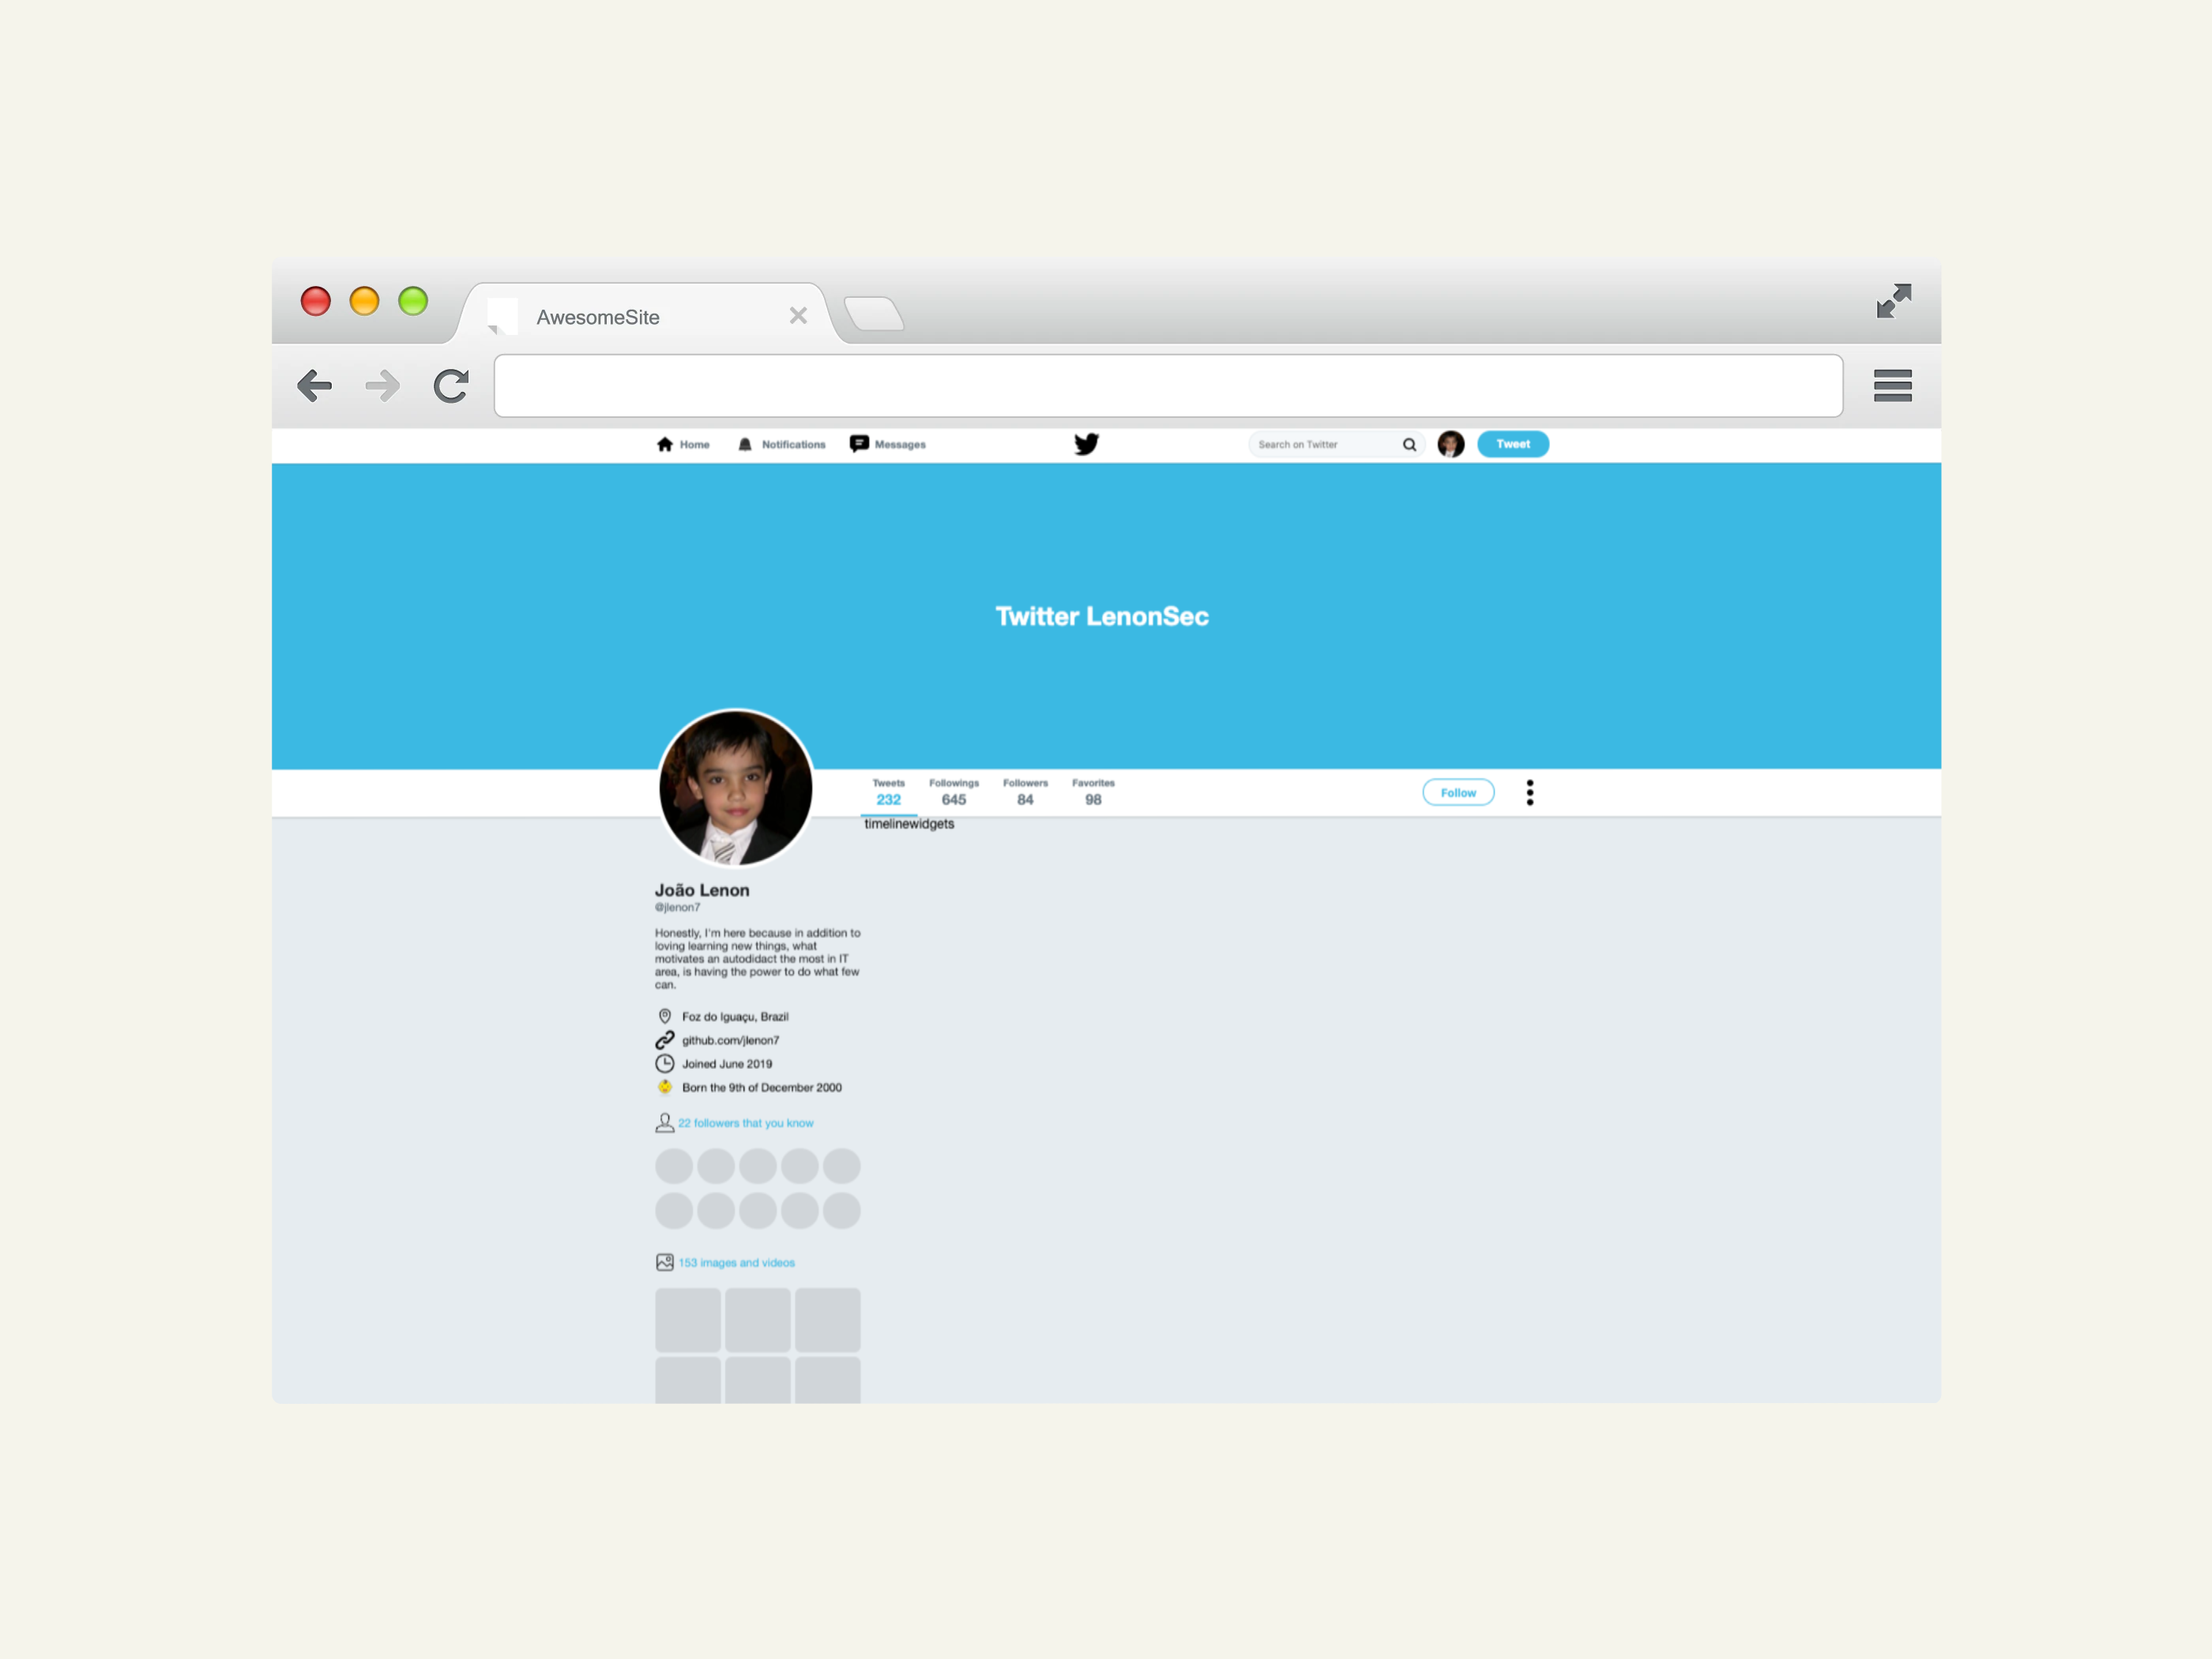 AwesomeSite
Home Notifications Messages Search on Twitter Tweet
Twitter LenonSec
Tweets Followings Followers Favorites
232 645 84 98
Follow
timelinewidgets
João Lenon
@jlenon7
Honestly, I'm here because in addition to
loving learning new things, what
motivates an autodidact the most in IT
area, is having the power to do what few
can.
Foz do Iguaçu, Brazil
github.com/jlenon7
Joined June 2019
Born the 9th of December 2000
22 followers that you know
153 images and videos